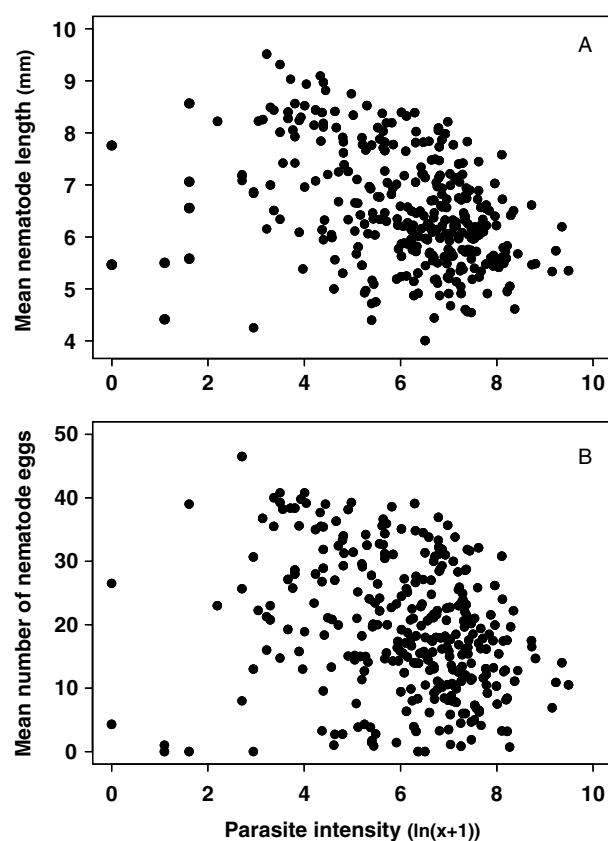 A
Mean nematode length (mm)
10
9
8
7
6
5
4
0 2 4 6 8 10
B
Mean number of nematode eggs
50
40
30
20
10
0
0 2 4 6 8 10
Parasite intensity (ln(x+1))